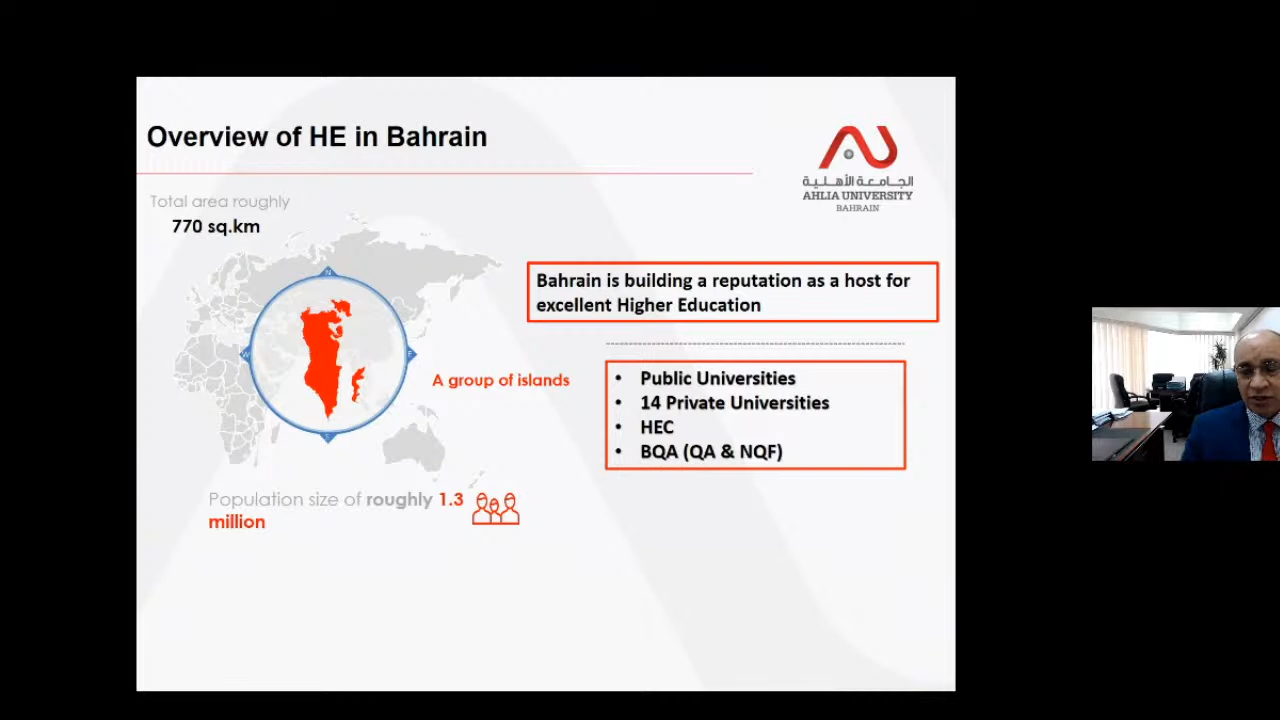 Overview of HE in Bahrain
الجامعة الأهلية
AHLIA UNIVERSITY
BAHRAIN
Total area roughly
770 sq.km
N
W
E
S
A group of islands
Population size of roughly 1.3
million
Bahrain is building a reputation as a host for
excellent Higher Education
• Public Universities
• 14 Private Universities
• HEC
• BQA (QA & NQF)